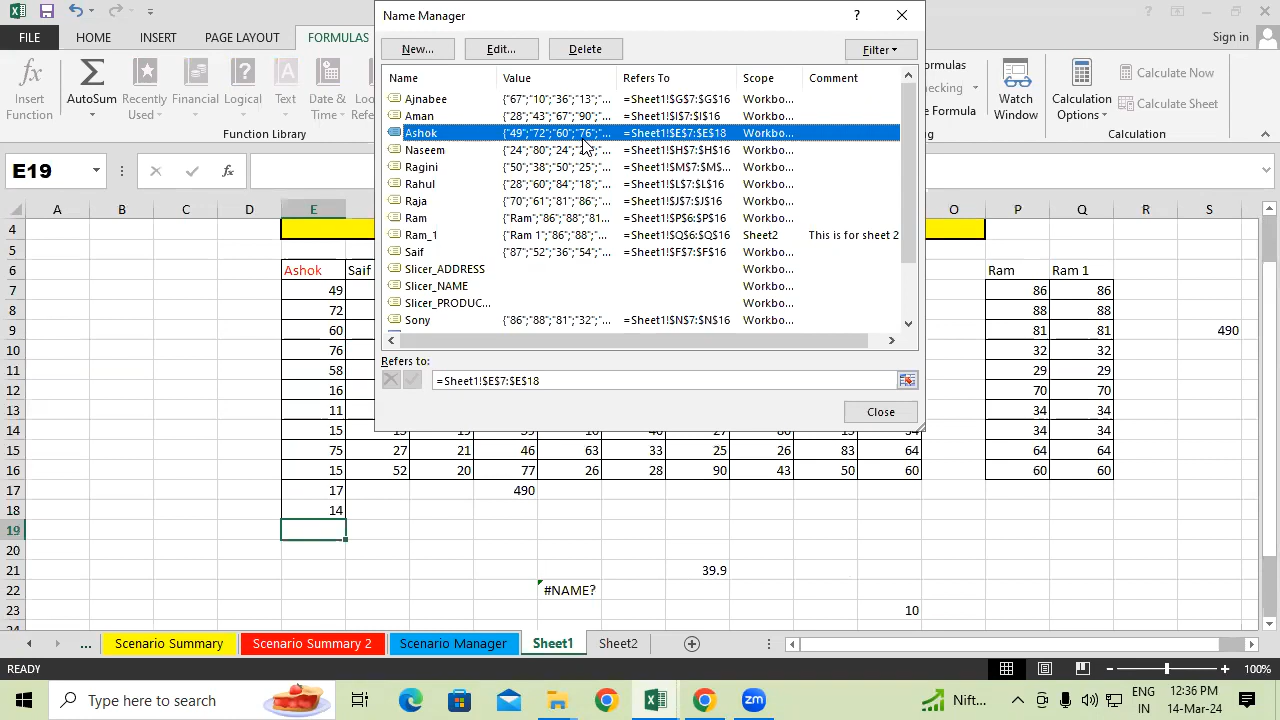 Name Manager
FILE HOME INSERT PAGE LAYOUT FORMULAS
Sign in
New... Edit... Delete Filter
Name Value Refers To Scope Comment
Ajnabee {"67";"10";"36";"13";"... =Sheet1!$G$7:$G$16 Workbo...
Aman {"28";"43";"67";"90";"... =Sheet1!$I$7:$I$16 Workbo...
Ashok {"49";"72";"60";"76";"... =Sheet1!$E$7:$E$18 Workbo...
Naseem {"24";"80";"24"; =Sheet1!$H$7:$H$16 Workbo...
Ragini {"50";"38";"50";"25";"... =Sheet1!$M$7:$M$... Workbo...
Rahul {"28";"60";"84";"18";"... =Sheet1!$L$7:$L$16 Workbo...
Raja {"70";"61";"81";"86";"... =Sheet1!$J$7:$J$16 Workbo...
Ram {"Ram";"86";"88";"81... =Sheet1!$P$6:$P$16 Workbo...
Ram_1 {"Ram 1";"86";"88";"... =Sheet1!$Q$6:$Q$16 Sheet2 This is for sheet 2
Saif {"87";"52";"36";"54";"... =Sheet1!$F$7:$F$16 Workbo...
Slicer_ADDRESS Workbo...
Slicer_NAME Workbo...
Slicer_PRODUC... Workbo...
Sony {"86";"88";"81";"32";"... =Sheet1!$N$7:$N$16 Workbo...
Refers to:
=Sheet1!$E$7:$E$18
Close
Insert Function
AutoSum
Recently Used
Financial
Logical
Text
Date & Time
Function Library
Watch Window
Calculation Options
Calculate Now
Calculate Sheet
Calculation
E19
A B C D E O P Q R S
4
5
6 Ashok Saif Ram Ram 1
7 49 86 86
8 72 88 88
9 60 81 81 490
10 76 32 32
11 58 29 29
12 16 70 70
13 11 34 34
14 15 34 34
15 75 27 21 46 63 33 25 26 83 64 64 64
16 15 52 20 77 26 28 90 43 50 60 60 60
17 17 490
18 14
19
20
21 39.9
22 #NAME?
23 10
... Scenario Summary Scenario Summary 2 Scenario Manager Sheet1 Sheet2
READY 100%
Type here to search
Nift...
ENG IN
12:36 PM
14-Mar-24